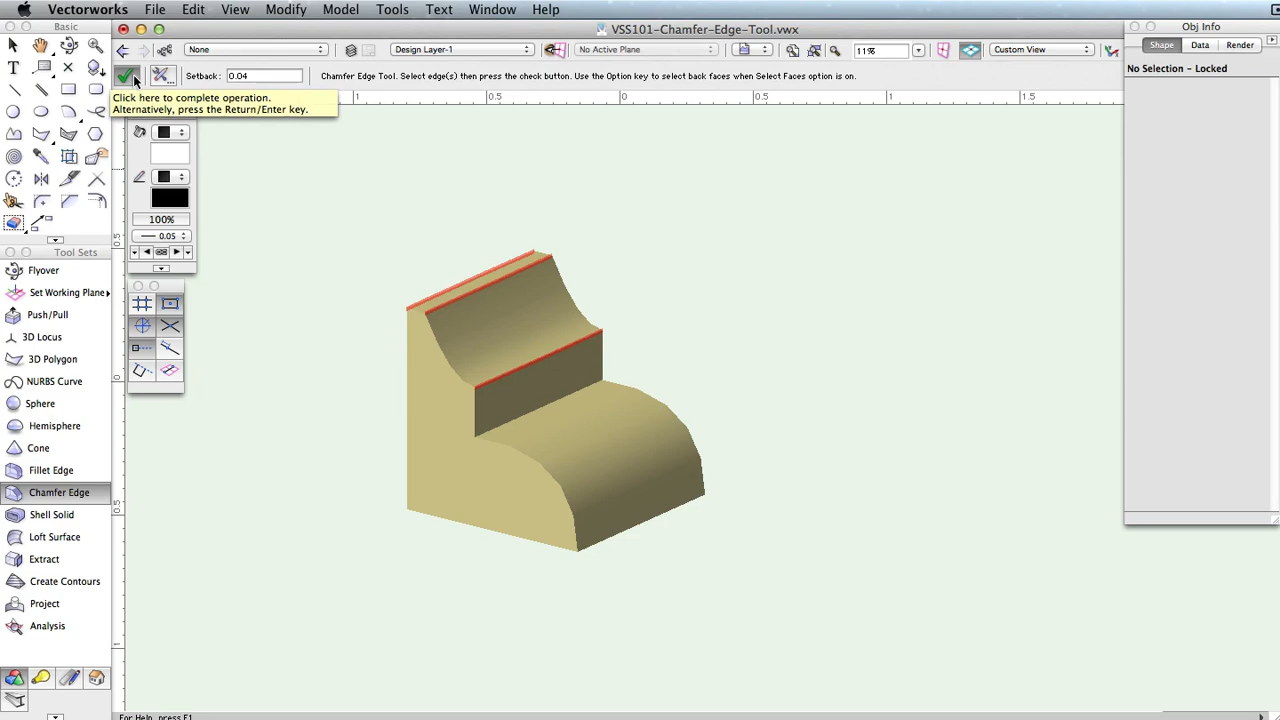 Vectorworks File Edit View Modify Model Tools Text Window Help
Basic
VSS101-Chamfer-Edge-Tool.vwx
Obj Info
None
Design Layer-1
No Active Plane
11%
Custom View
Shape
Data
Render
Setback:
0.04
Chamfer Edge Tool. Select edge(s) then press the check button. Use the Option key to select back faces when Select Faces option is on.
No Selection - Locked
Click here to complete operation.
Alternatively, press the Return/Enter key.
1
0.5
0
0.5
1
1.5
100%
0.05
0.5
0
0.5
1
Tool Sets
Flyover
Set Working Plane
Push/Pull
3D Locus
3D Polygon
NURBS Curve
Sphere
Hemisphere
Cone
Fillet Edge
Chamfer Edge
Shell Solid
Loft Surface
Extract
Create Contours
Project
Analysis
For Help, press F1